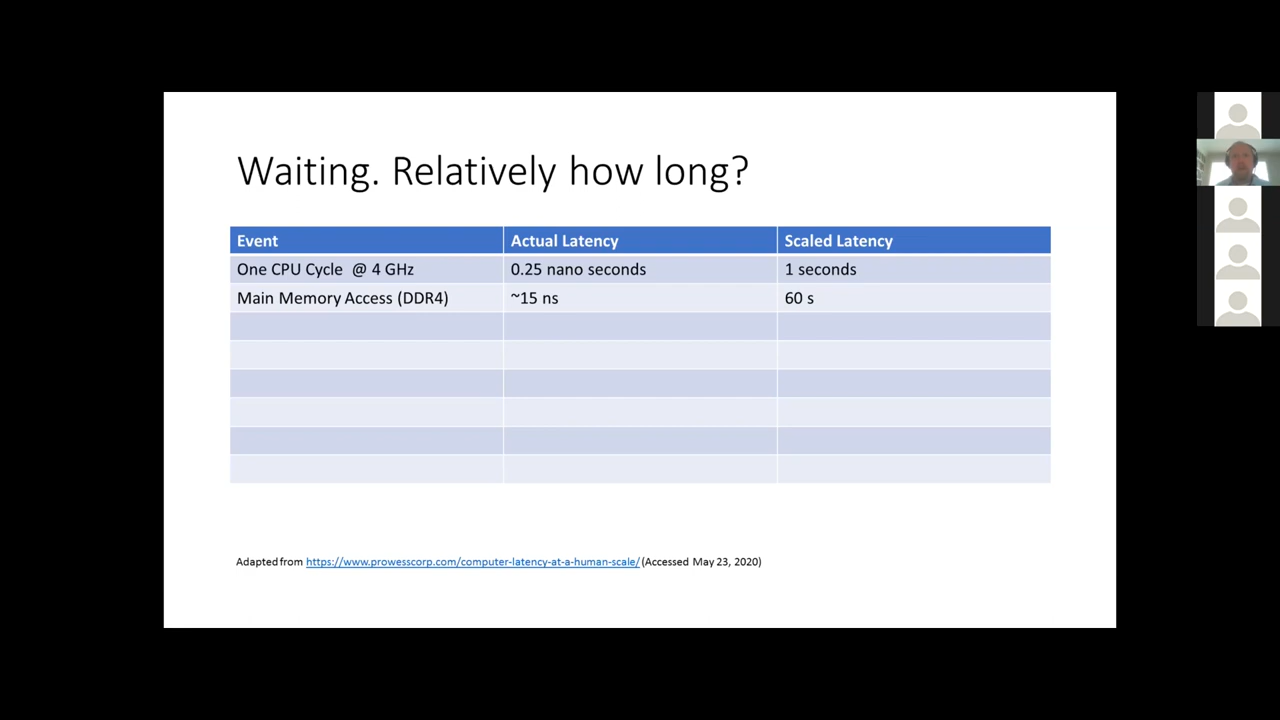 Waiting. Relatively how long?
Event Actual Latency Scaled Latency
One CPU Cycle @ 4 GHz 0.25 nano seconds 1 seconds
Main Memory Access (DDR4) ~15 ns 60 s
Adapted from https://www.prowesscorp.com/computer-latency-at-a-human-scale/ (Accessed May 23, 2020)